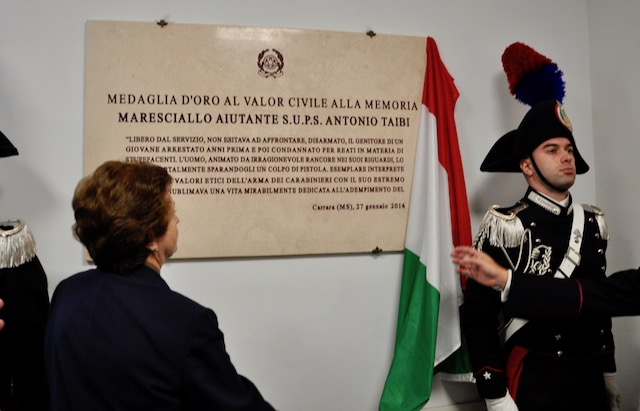 MEDAGLIA D'ORO AL VALOR CIVILE ALLA MEMORIA
MARESCIALLO AIUTANTE S.U.P.S. ANTONIO TAIBI
"LIBERO DAL SERVIZIO, NON ESITAVA AD AFFRONTARE, DISARMATO, IL GENITORE DI UN
GIOVANE ARRESTATO ANNI PRIMA E POI CONDANNATO PER REATI IN MATERIA DI
STUPEFACENTI. L'UOMO, ANIMATO DA IRRAGIONEVOLE RANCORE NEI SUOI RIGUARDI, LO
SPARANDOGLI UN COLPO DI PISTOLA. ESEMPLARE INTERPRETE
VALORI ETICI DELL'ARMA DEI CARABINIERI CON IL SUO ESTREMO
SUBLIMAVA UNA VITA MIRABILMENTE DEDICATA ALL'ADEMPIMENTO DEL
Carrara (MS), 27 gennaio 2016